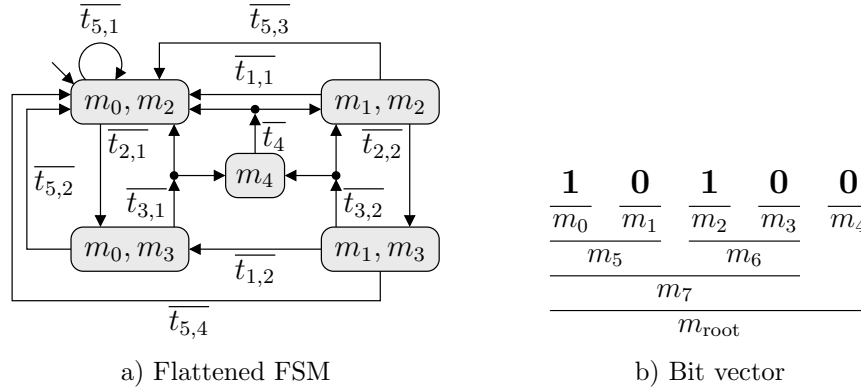 t5,1
t5,3
t1,1
m0, m2
m1, m2
t2,1
t4
t2,2
m4
t5,2
t3,1
t3,2
m0, m3
m1, m3
t1,2
t5,4
a) Flattened FSM
1 0 1 0 0
m0 m1 m2 m3 m4
m5 m6
m7
mroot
b) Bit vector